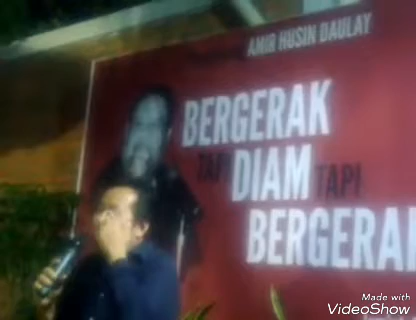 AMIR HUSIN DAULAY
BERGERAK
TAPI DIAM TAPI
BERGERAK
Made with
VideoShow